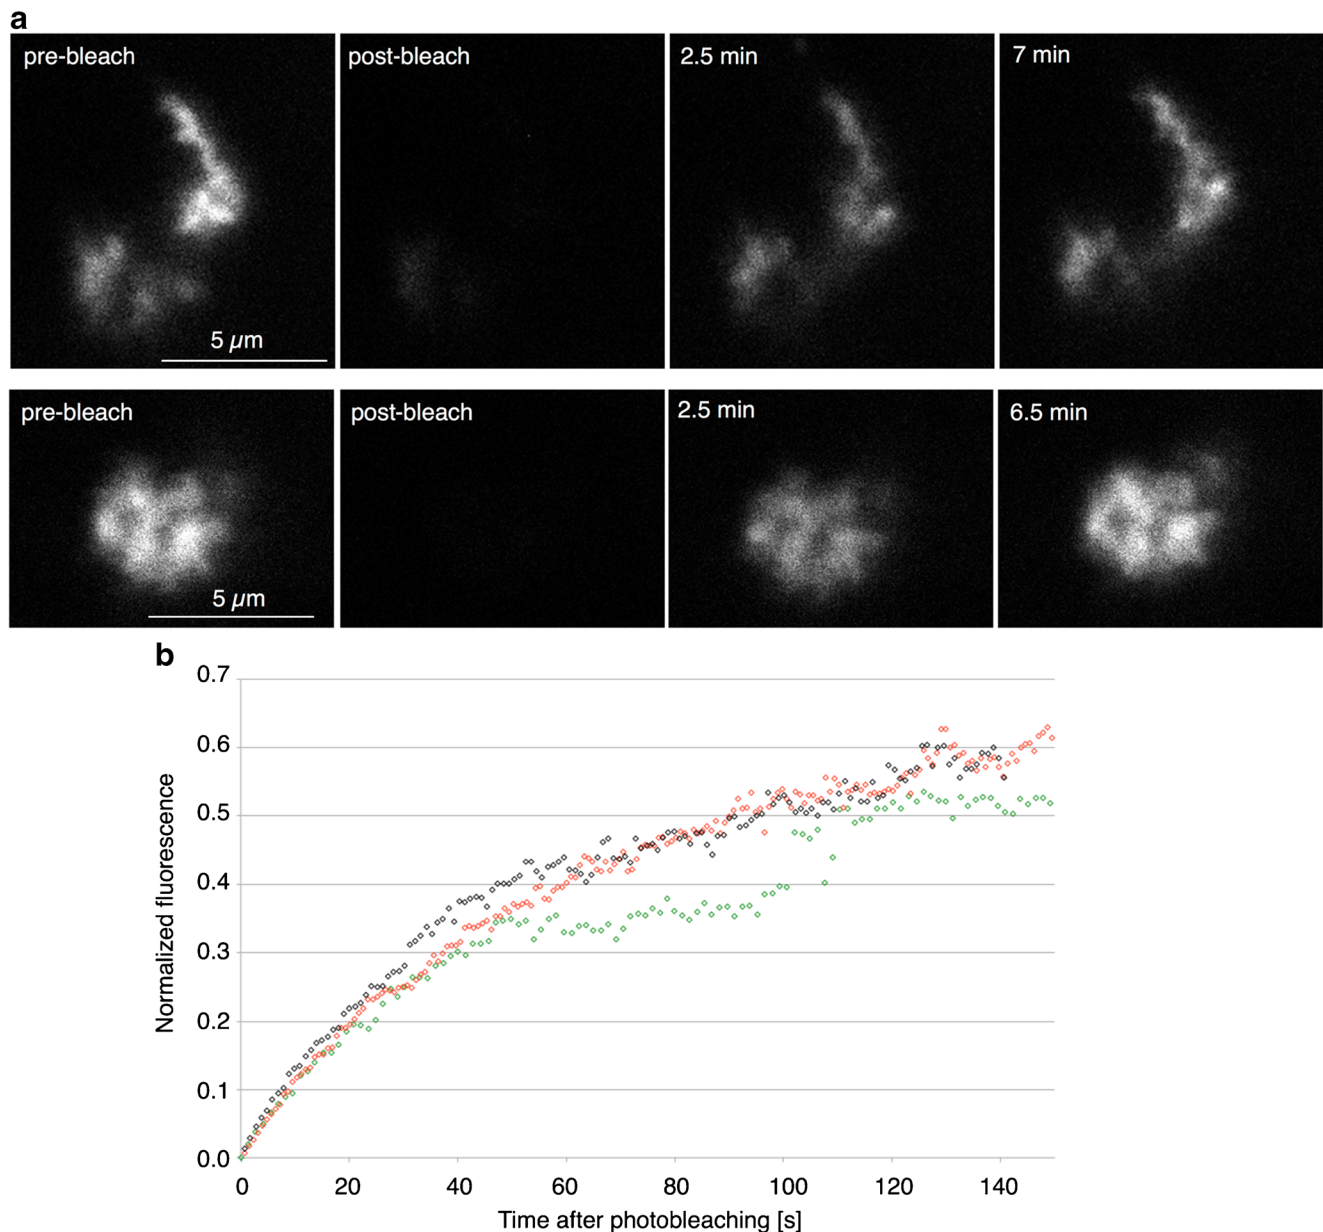 a
pre-bleach post-bleach 2.5 min 7 min
5 µm
pre-bleach post-bleach 2.5 min 6.5 min
5 µm
b
0.7
0.6
0.5
0.4
0.3
0.2
0.1
0.0
Normalized fluorescence
0 20 40 60 80 100 120 140
Time after photobleaching [s]